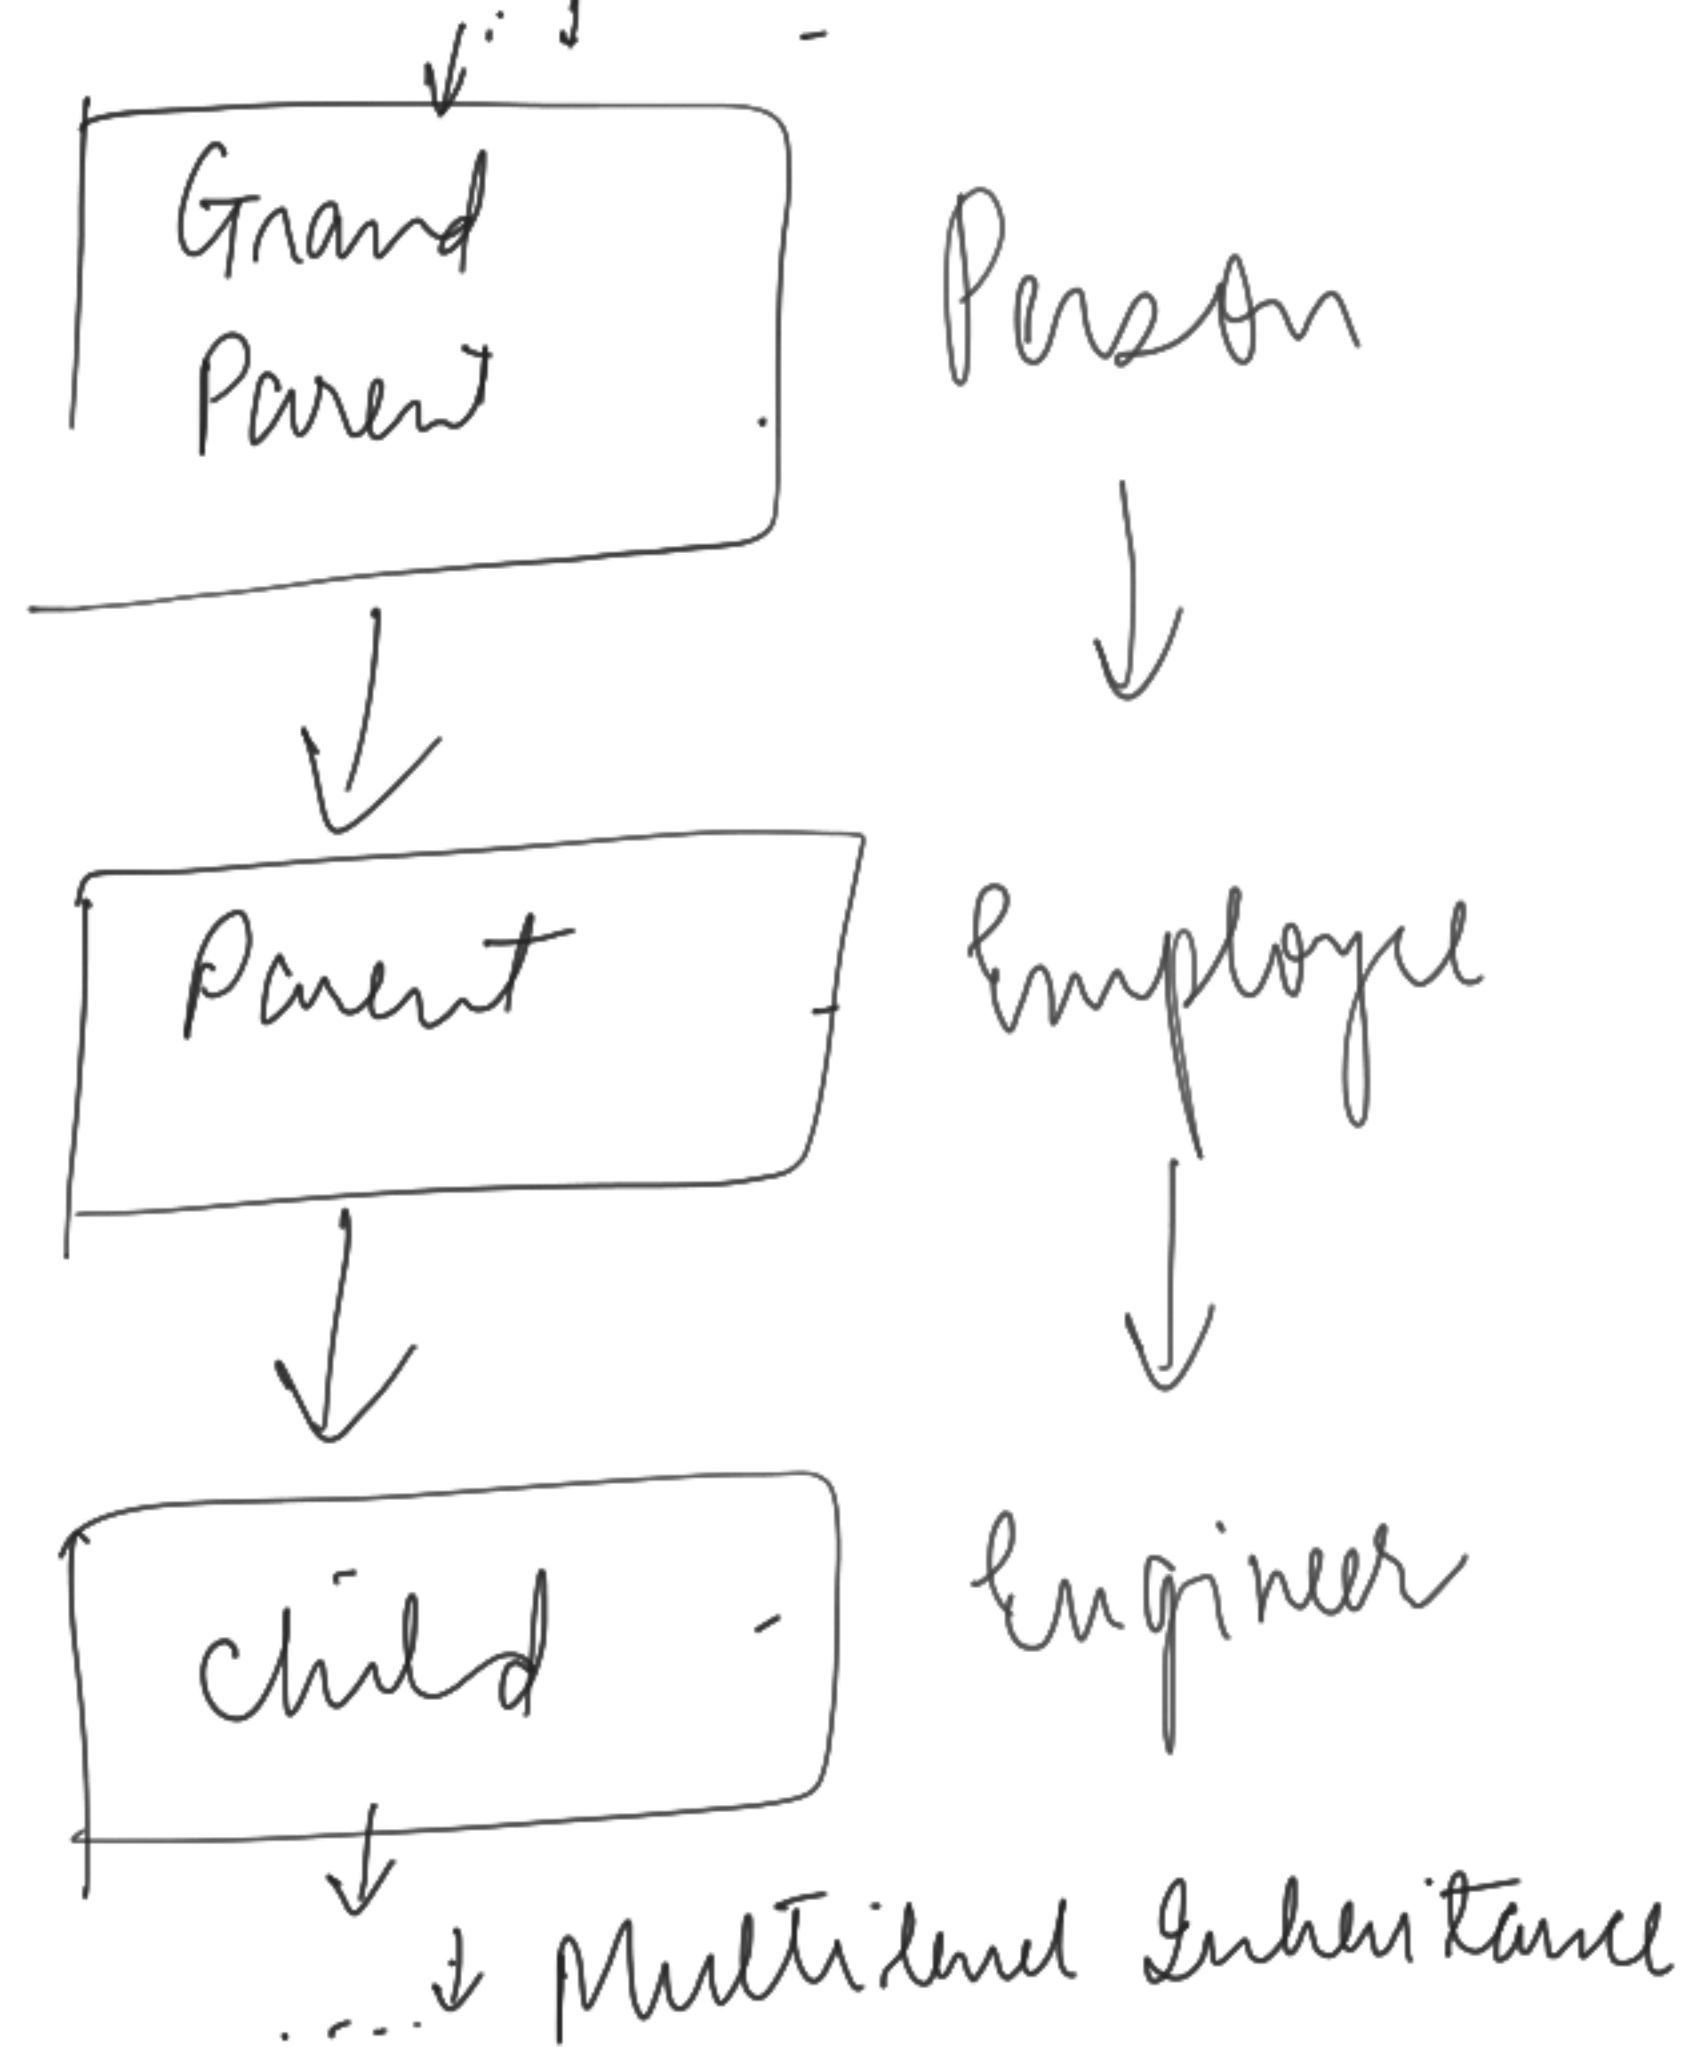 Grand
Parent
Person
Parent
Employee
Child
Engineer
Multilevel Inheritance